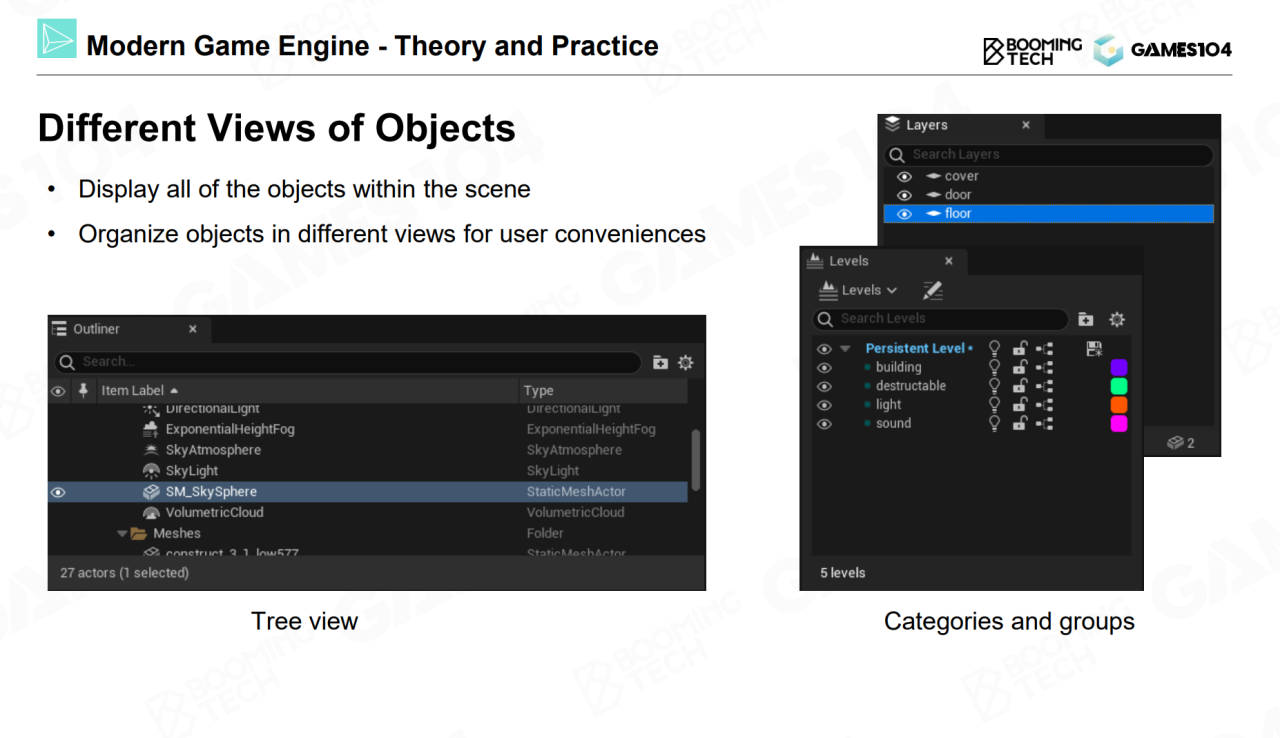 Modern Game Engine - Theory and Practice
BOOMING TECH
GAMES104
Different Views of Objects
• Display all of the objects within the scene
• Organize objects in different views for user conveniences
Outliner ×
Search...
Item Label Type
DirectionalLight DirectionalLight
ExponentialHeightFog ExponentialHeightFog
SkyAtmosphere SkyAtmosphere
SkyLight SkyLight
SM_SkySphere StaticMeshActor
VolumetricCloud VolumetricCloud
Meshes Folder
construct_3_1_low577 StaticMeshActor
27 actors (1 selected)
Tree view
Layers ×
Search Layers
cover
door
floor
2
Levels ×
Levels
Search Levels
Persistent Level*
building
destructable
light
sound
5 levels
Categories and groups